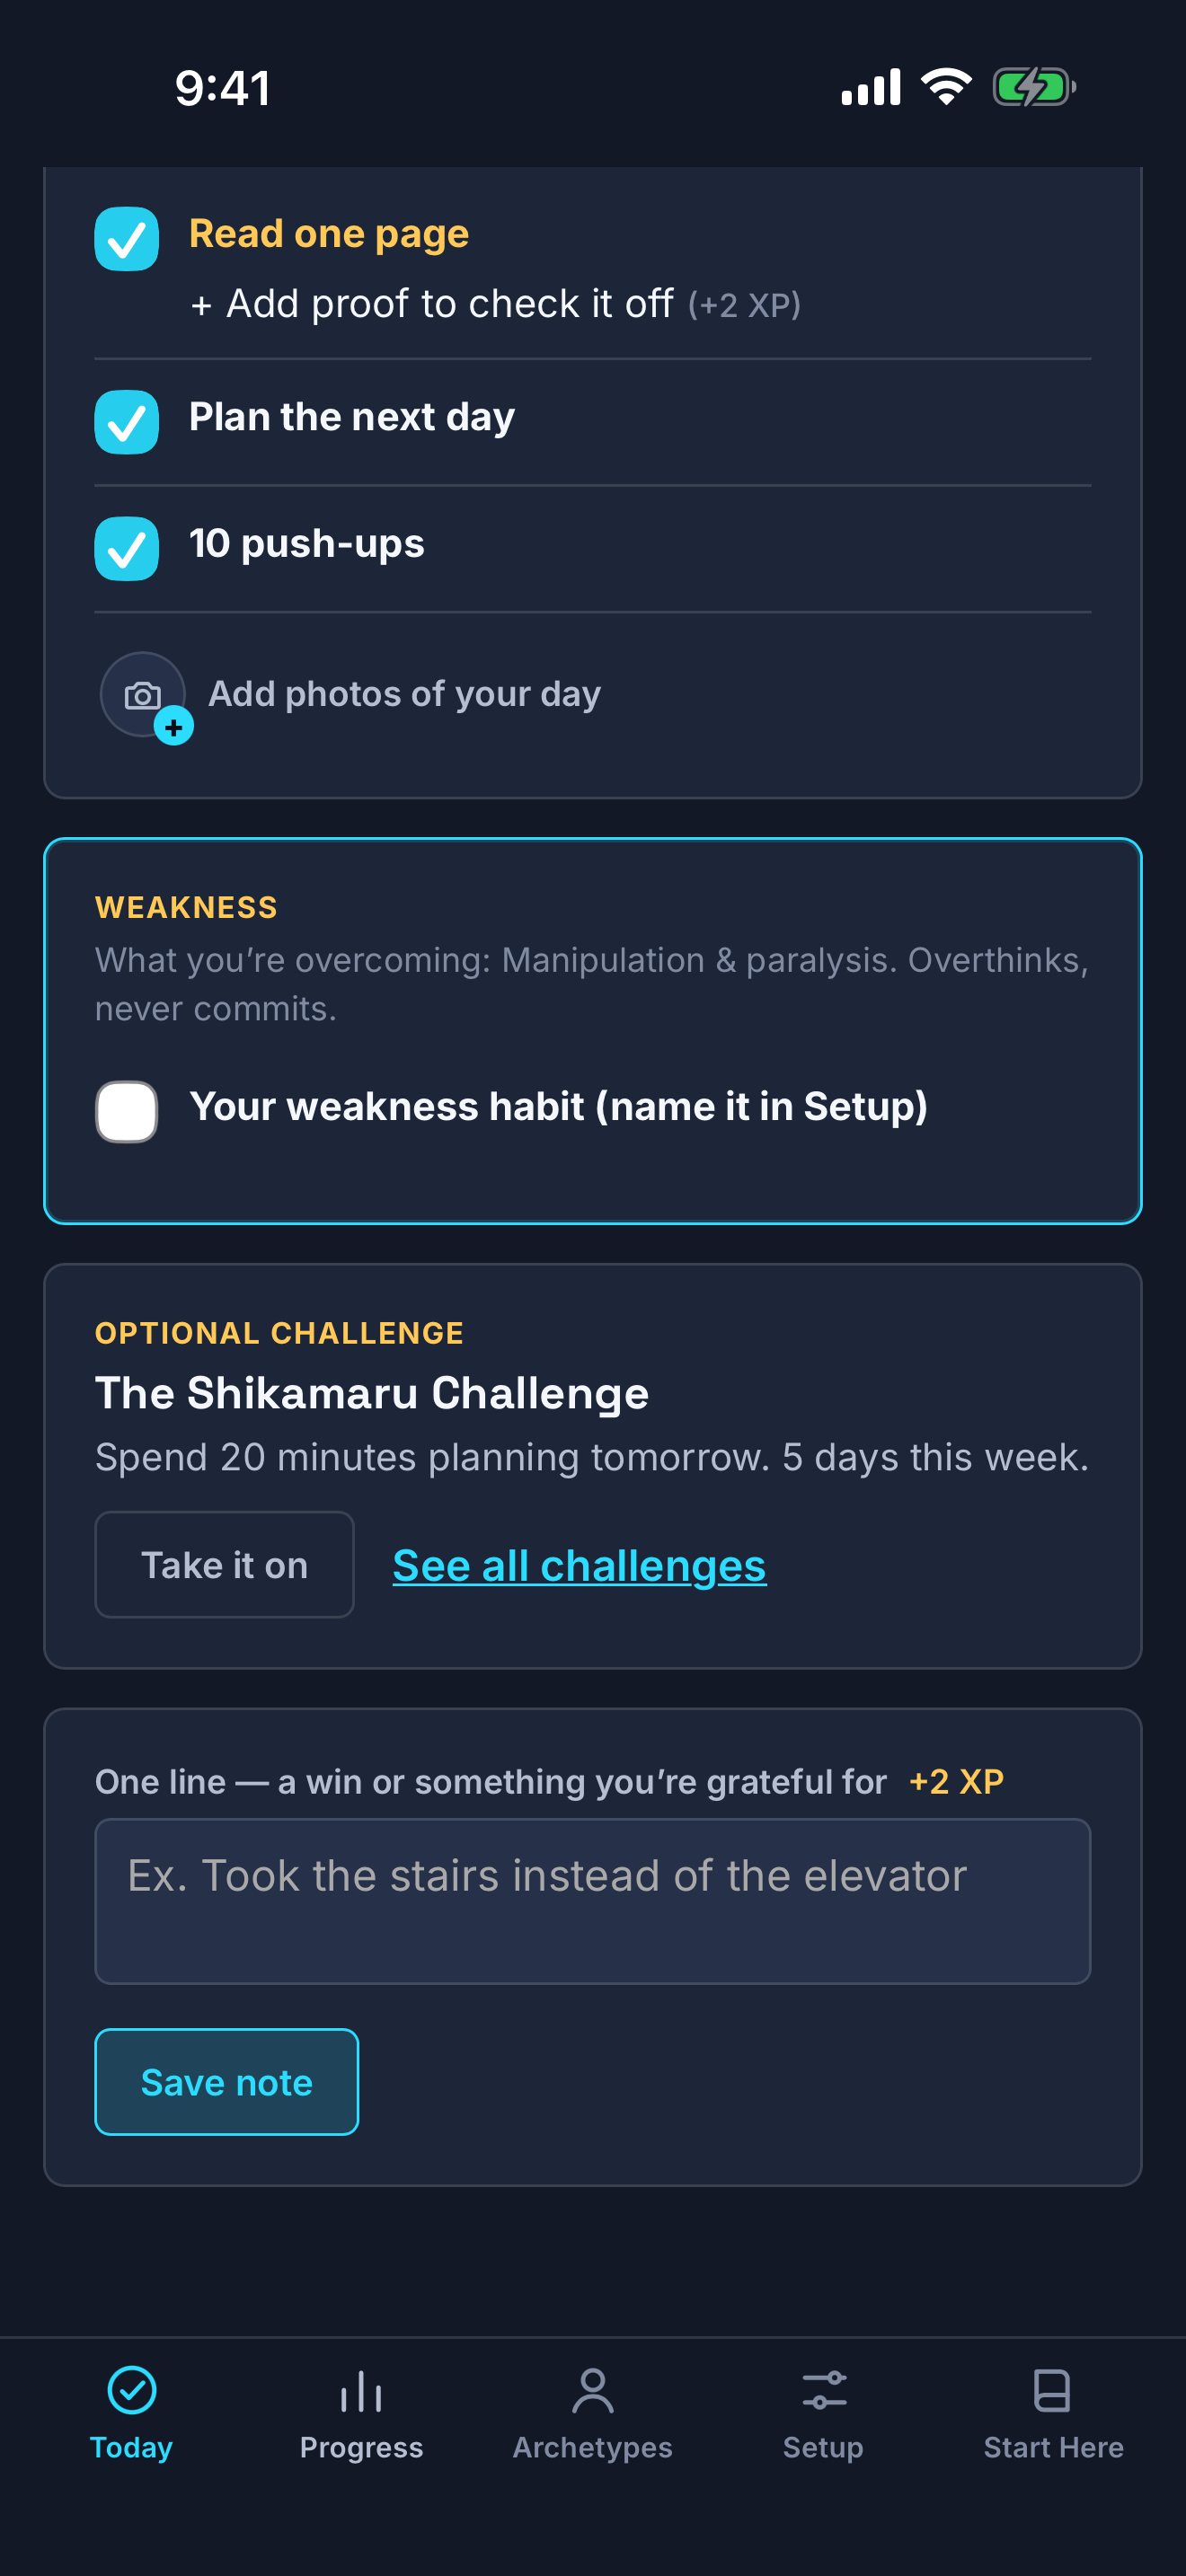 9:41
Read one page
+ Add proof to check it off (+2 XP)
Plan the next day
10 push-ups
Add photos of your day
WEAKNESS
What you’re overcoming: Manipulation & paralysis. Overthinks,
never commits.
Your weakness habit (name it in Setup)
OPTIONAL CHALLENGE
The Shikamaru Challenge
Spend 20 minutes planning tomorrow. 5 days this week.
Take it on See all challenges
One line — a win or something you’re grateful for +2 XP
Ex. Took the stairs instead of the elevator
Save note
Today Progress Archetypes Setup Start Here